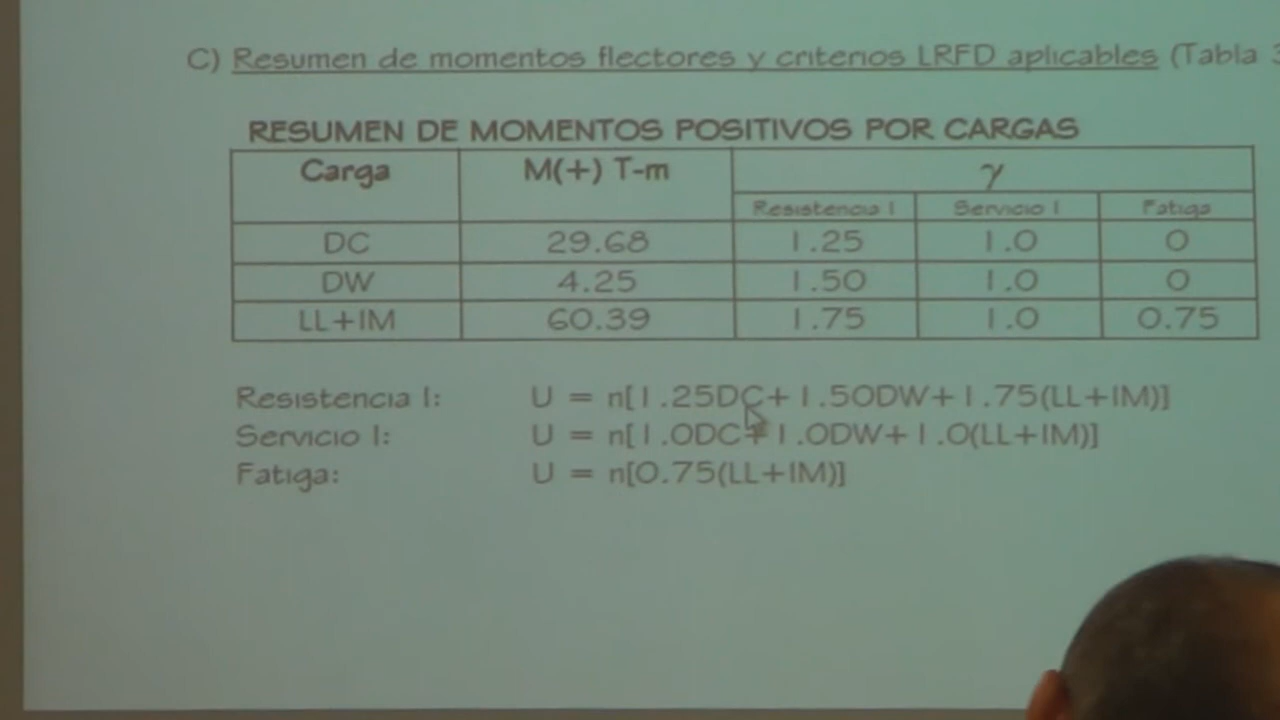 C) Resumen de momentos flectores y criterios LRFD aplicables (Tabla
RESUMEN DE MOMENTOS POSITIVOS POR CARGAS
Carga M(+) T-m γ
Resistencia I Servicio I Fatiga
DC 29.68 1.25 1.0 0
DW 4.25 1.50 1.0 0
LL+IM 60.39 1.75 1.0 0.75
Resistencia I: U = n[1.25DC+1.50DW+1.75(LL+IM)]
Servicio I: U = n[1.0DC+1.0DW+1.0(LL+IM)]
Fatiga: U = n[0.75(LL+IM)]